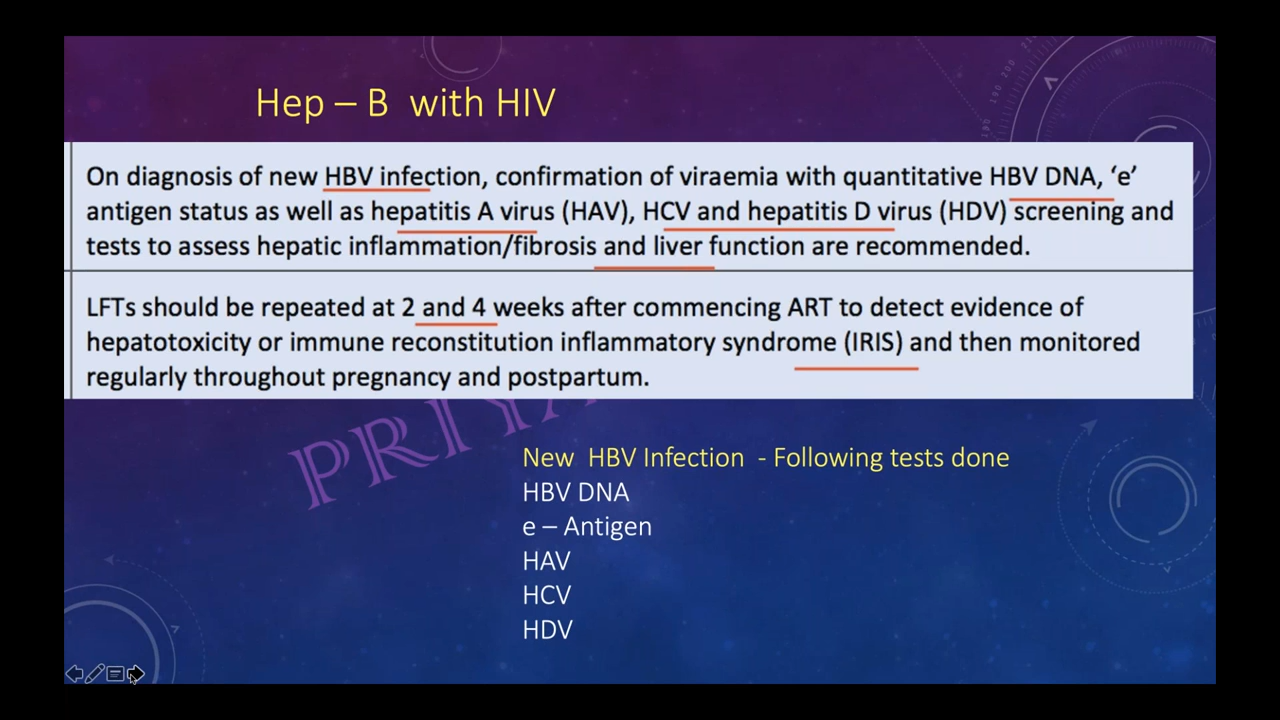 Hep – B with HIV
On diagnosis of new HBV infection, confirmation of viraemia with quantitative HBV DNA, ‘e’
antigen status as well as hepatitis A virus (HAV), HCV and hepatitis D virus (HDV) screening and
tests to assess hepatic inflammation/fibrosis and liver function are recommended.
LFTs should be repeated at 2 and 4 weeks after commencing ART to detect evidence of
hepatotoxicity or immune reconstitution inflammatory syndrome (IRIS) and then monitored
regularly throughout pregnancy and postpartum.
New HBV Infection - Following tests done
HBV DNA
e – Antigen
HAV
HCV
HDV